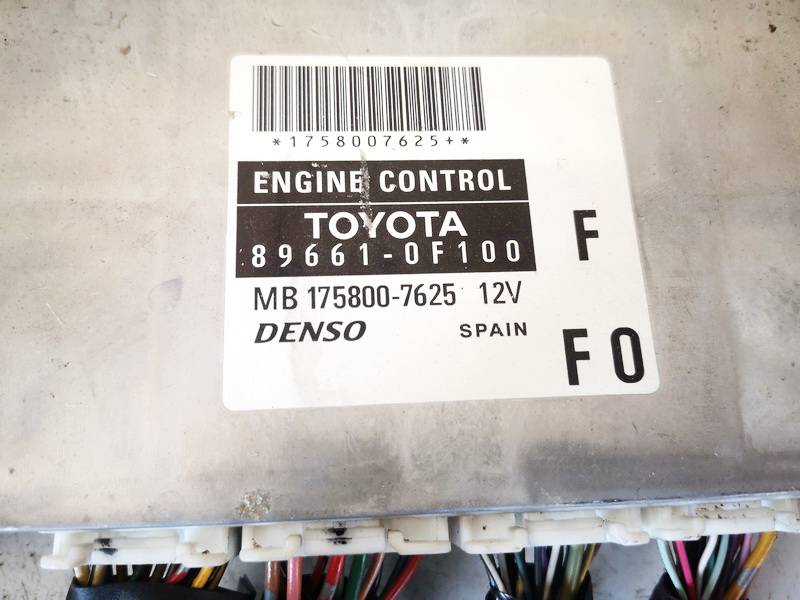 *1758007625+*
ENGINE CONTROL
TOYOTA
89661-0F100
F
MB 175800-7625 12V
DENSO SPAIN
F0